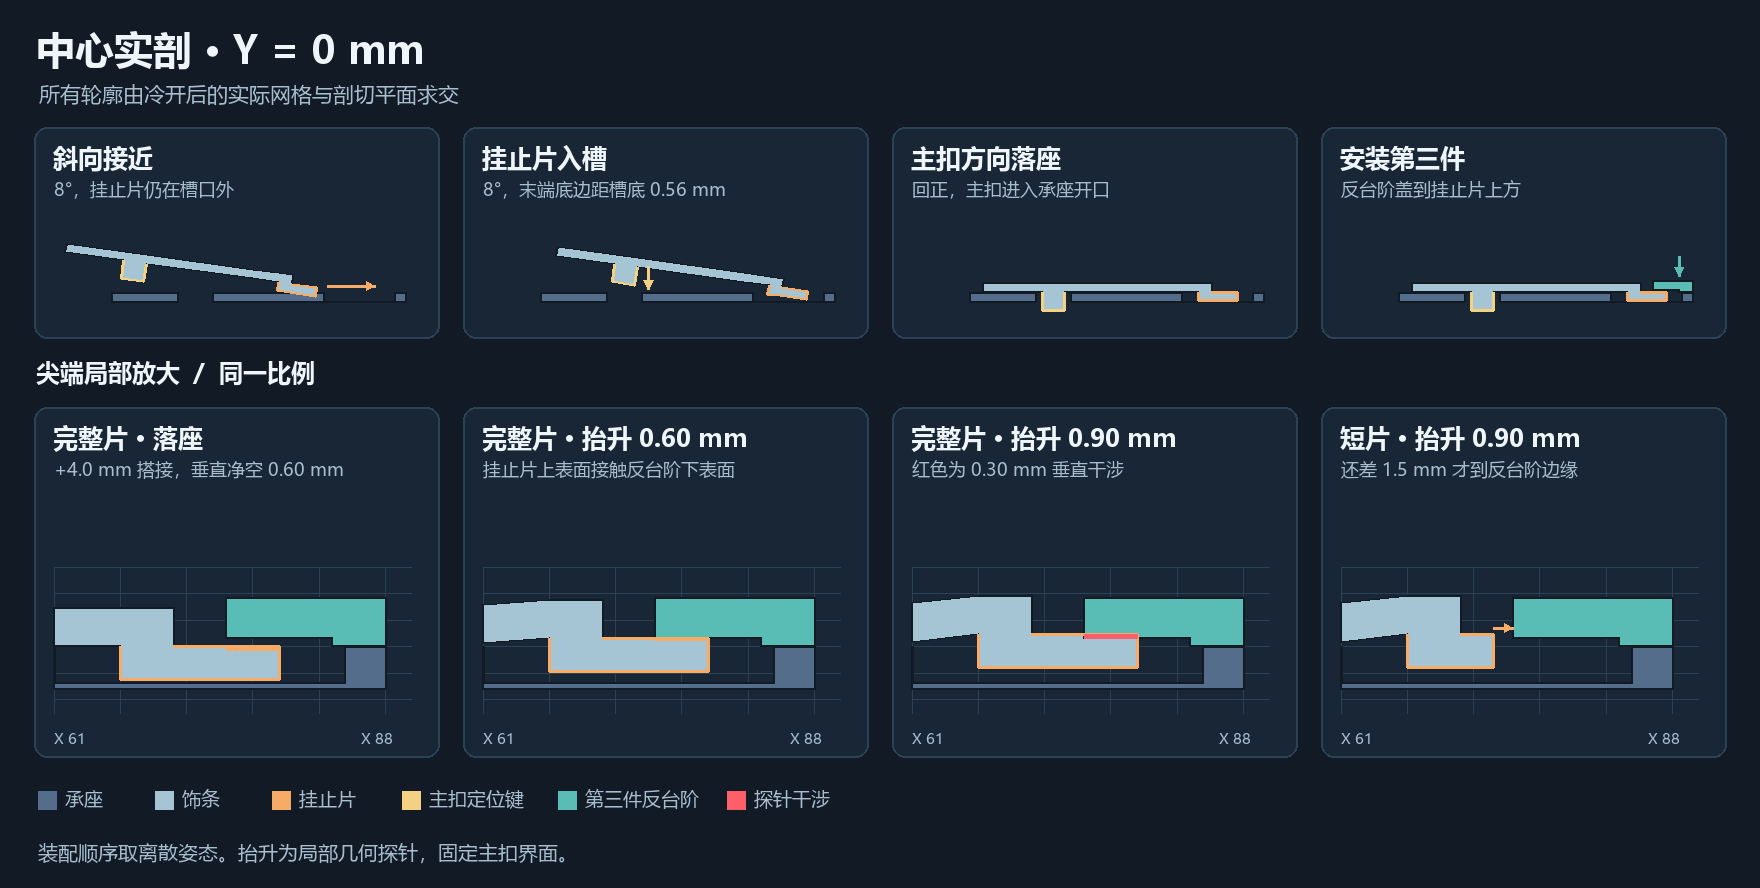 中心实剖 • Y = 0 mm
所有轮廓由冷开后的实际网格与剖切平面求交
斜向接近
8°，挂止片仍在槽口外
挂止片入槽
8°，末端底边距槽底 0.56 mm
主扣方向落座
回正，主扣进入承座开口
安装第三件
反台阶盖到挂止片上方
尖端局部放大 / 同一比例
完整片 • 落座
+4.0 mm 搭接，垂直净空 0.60 mm
X 61
X 88
完整片 • 抬升 0.60 mm
挂止片上表面接触反台阶下表面
X 61
X 88
完整片 • 抬升 0.90 mm
红色为 0.30 mm 垂直干涉
X 61
X 88
短片 • 抬升 0.90 mm
还差 1.5 mm 才到反台阶边缘
X 61
X 88
承座
饰条
挂止片
主扣定位键
第三件反台阶
探针干涉
装配顺序取离散姿态。抬升为局部几何探针，固定主扣界面。